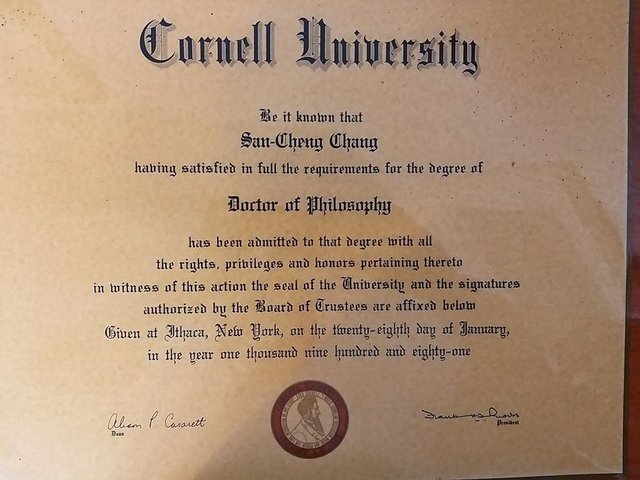 Cornell University
Be it known that
San-Cheng Chang
having satisfied in full the requirements for the degree of
Doctor of Philosophy
has been admitted to that degree with all
the rights, privileges and honors pertaining thereto
in witness of this action the seal of the University and the signatures
authorized by the Board of Trustees are affixed below
Given at Ithaca, New York, on the twenty-eighth day of January,
in the year one thousand nine hundred and eighty-one
Alison P. Casarett
Dean
President